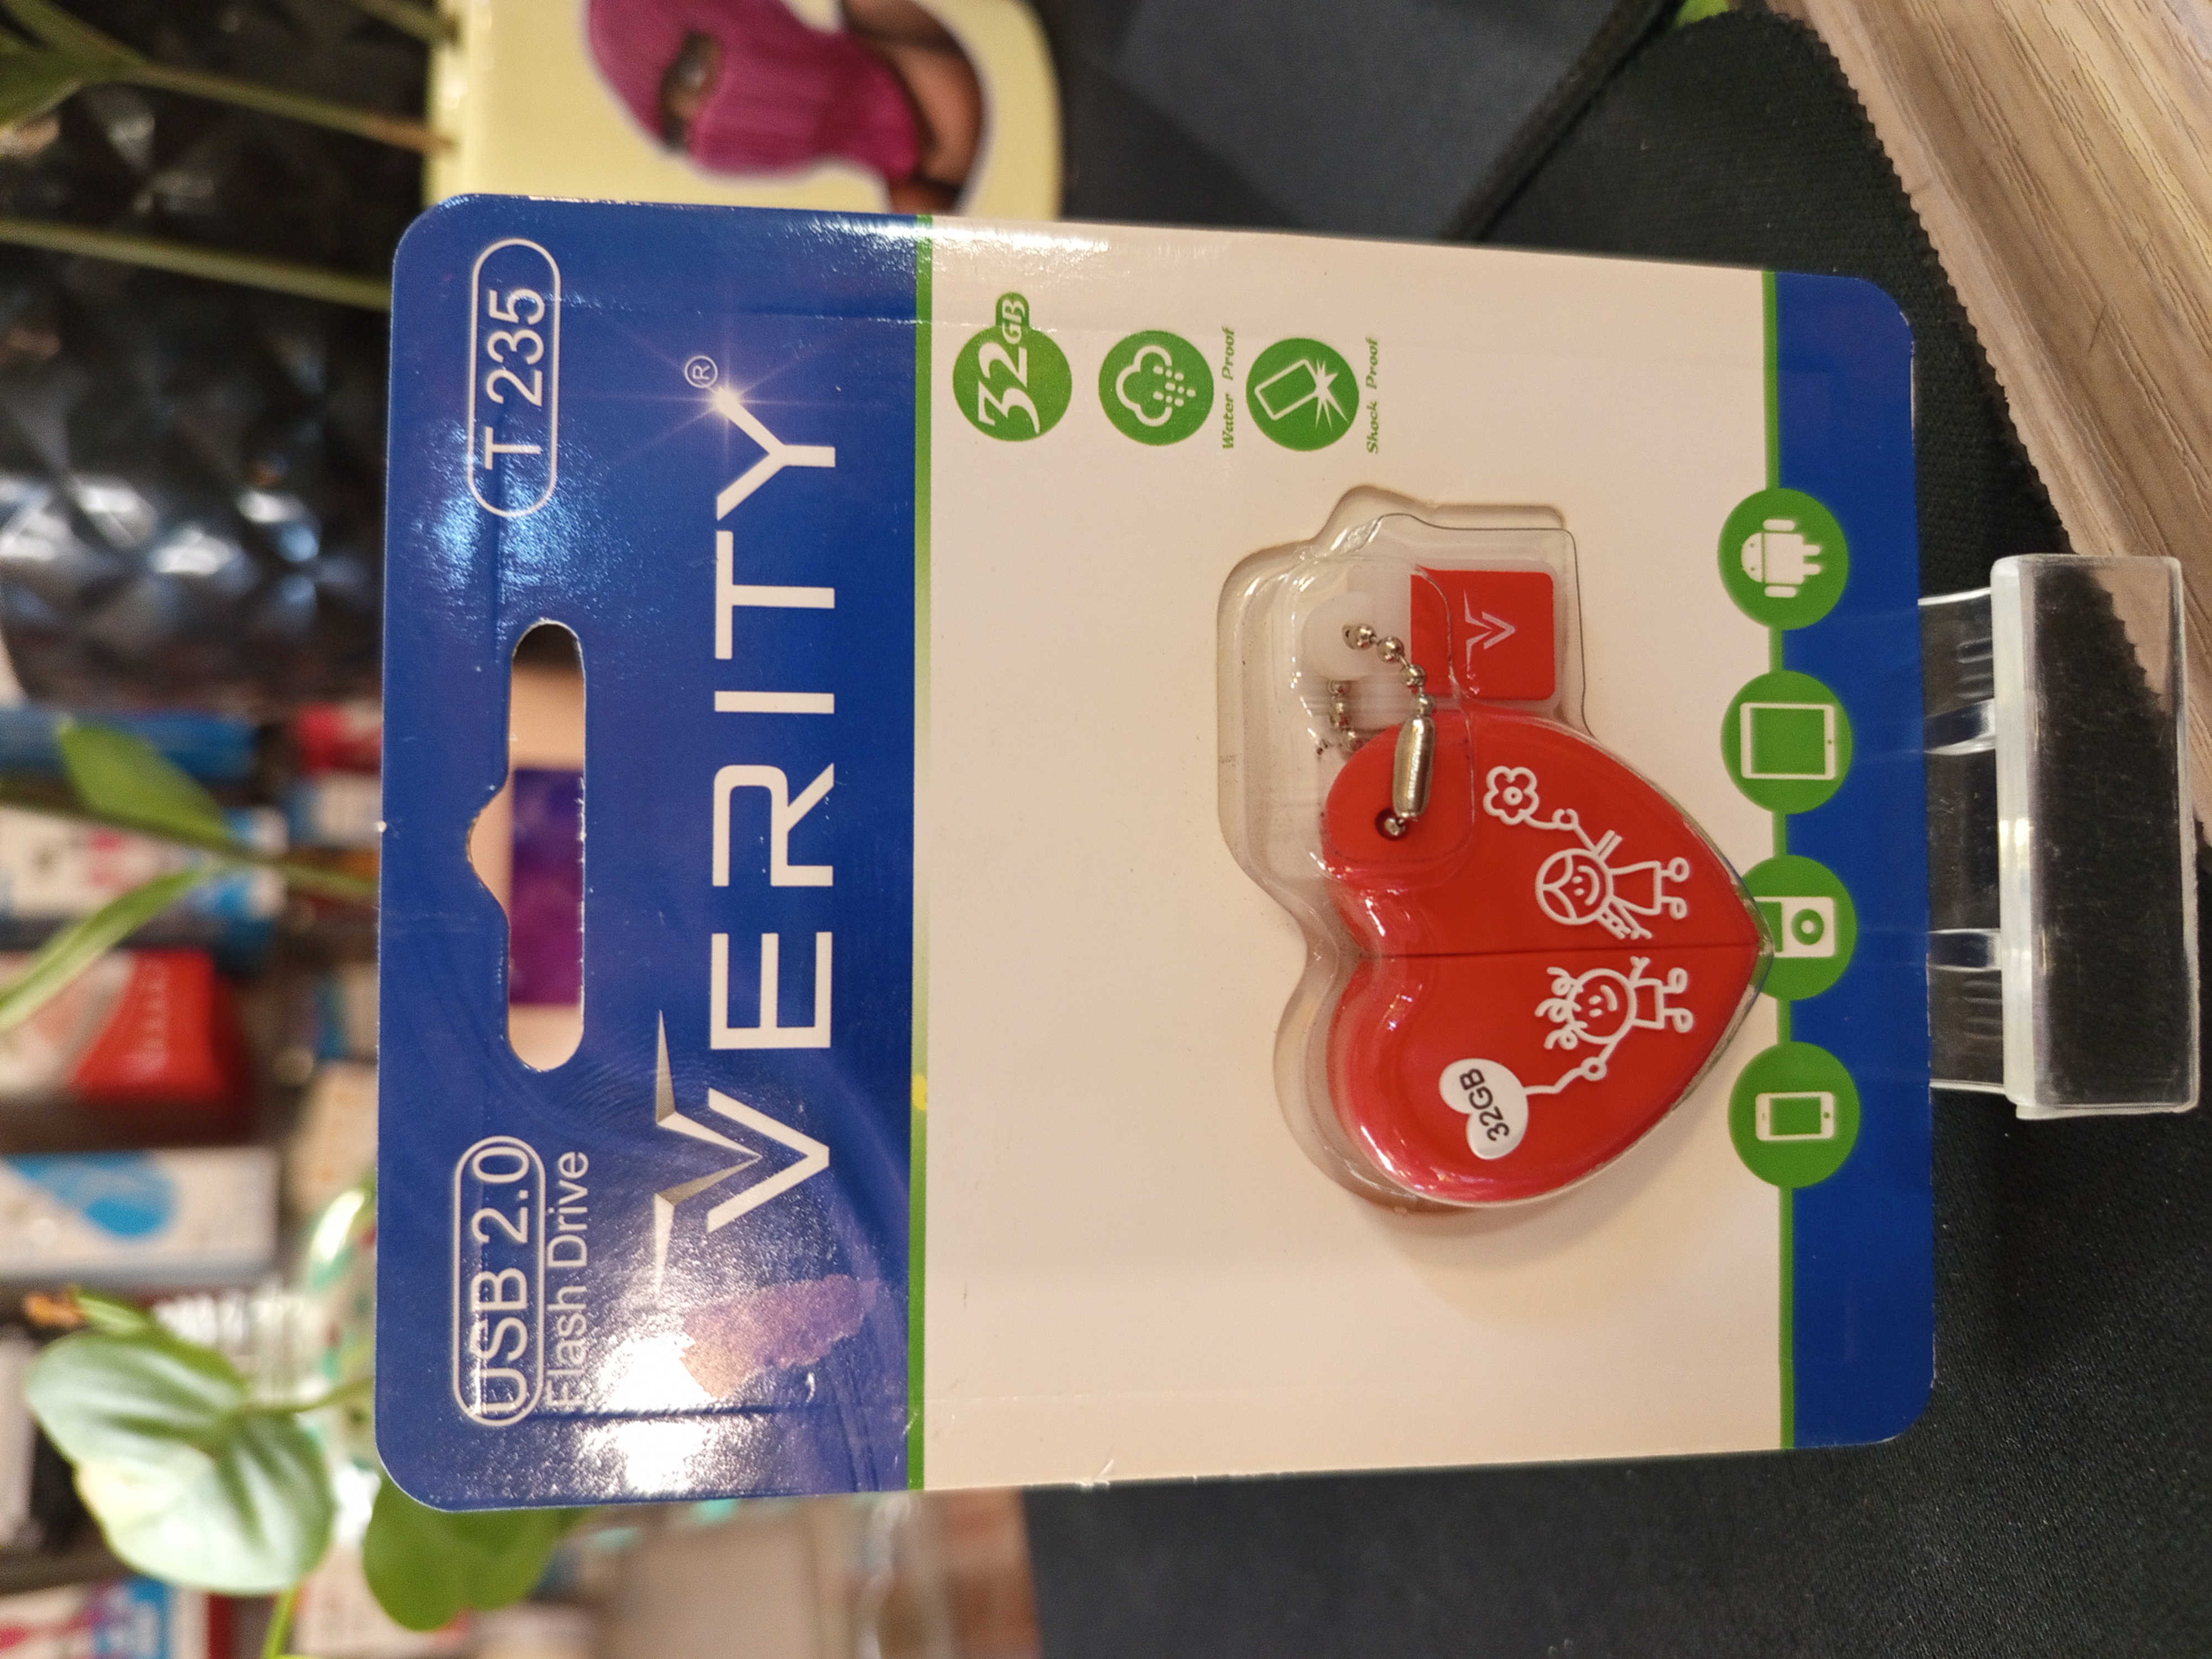 USB 2.0
Flash Drive
T 235
VERITY®
32GB
Water Proof
Shock Proof
V
32GB